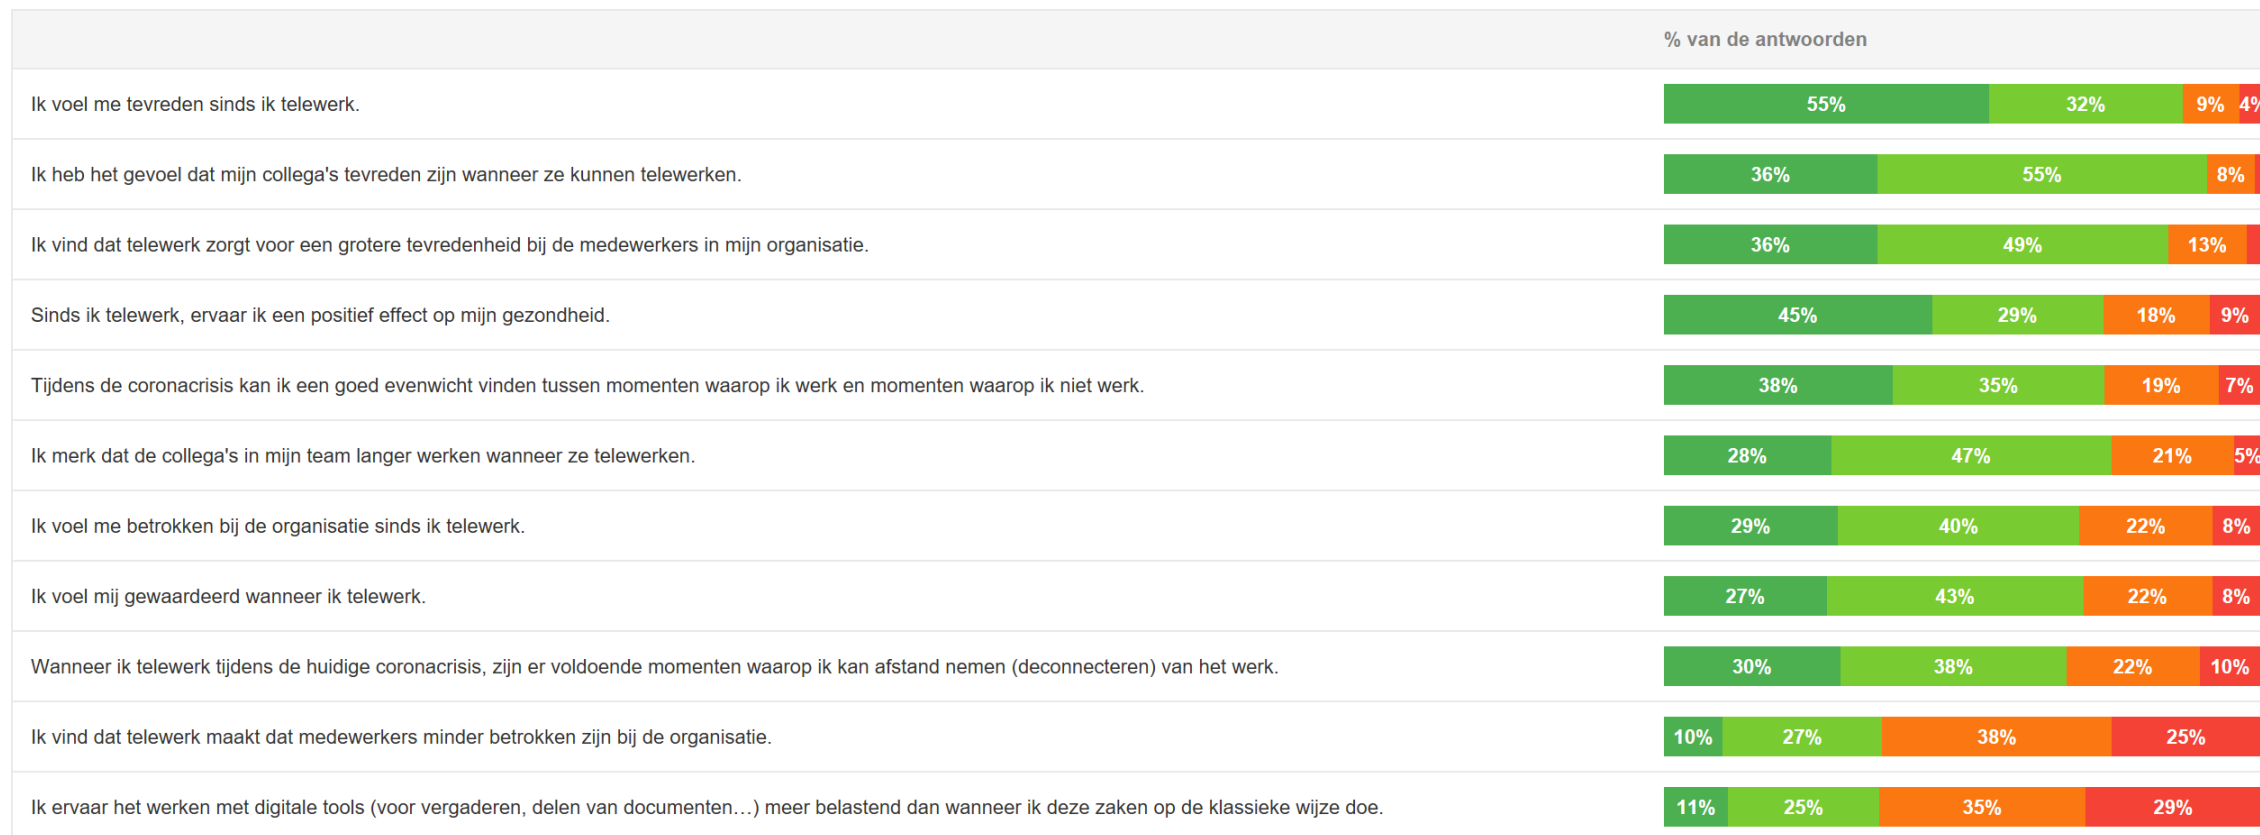 % van de antwoorden
Ik voel me tevreden sinds ik telewerk. 55% 32% 9% 4%
Ik heb het gevoel dat mijn collega's tevreden zijn wanneer ze kunnen telewerken. 36% 55% 8%
Ik vind dat telewerk zorgt voor een grotere tevredenheid bij de medewerkers in mijn organisatie. 36% 49% 13%
Sinds ik telewerk, ervaar ik een positief effect op mijn gezondheid. 45% 29% 18% 9%
Tijdens de coronacrisis kan ik een goed evenwicht vinden tussen momenten waarop ik werk en momenten waarop ik niet werk. 38% 35% 19% 7%
Ik merk dat de collega's in mijn team langer werken wanneer ze telewerken. 28% 47% 21% 5%
Ik voel me betrokken bij de organisatie sinds ik telewerk. 29% 40% 22% 8%
Ik voel mij gewaardeerd wanneer ik telewerk. 27% 43% 22% 8%
Wanneer ik telewerk tijdens de huidige coronacrisis, zijn er voldoende momenten waarop ik kan afstand nemen (deconnecteren) van het werk. 30% 38% 22% 10%
Ik vind dat telewerk maakt dat medewerkers minder betrokken zijn bij de organisatie. 10% 27% 38% 25%
Ik ervaar het werken met digitale tools (voor vergaderen, delen van documenten…) meer belastend dan wanneer ik deze zaken op de klassieke wijze doe. 11% 25% 35% 29%